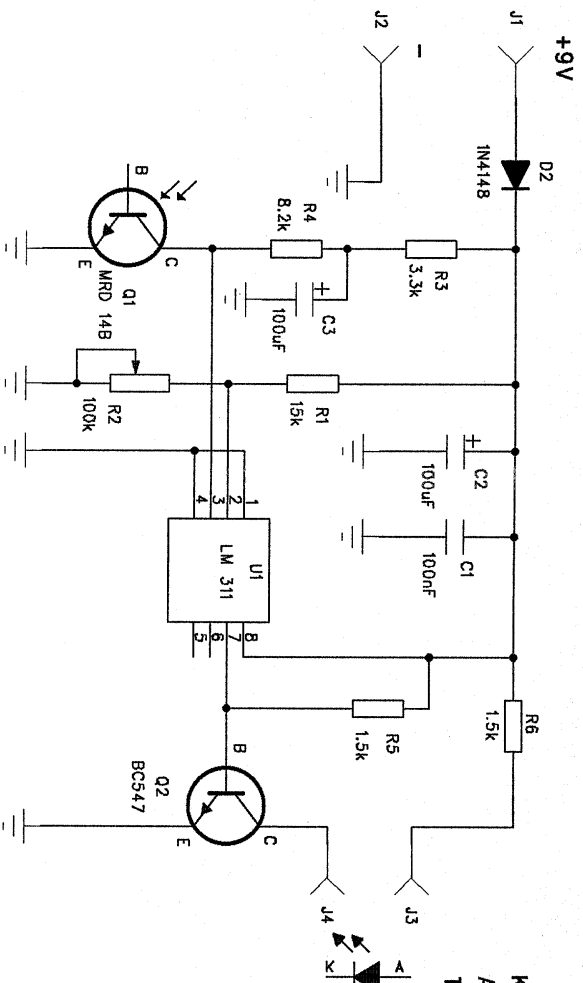 +9V
J1
D2
1N4148
J2
-
R3
3.3k
R4
8.2k
C3
+
100uF
B
C
E
Q1
MRD 14B
R1
15k
R2
100k
C2
+
100uF
C1
100nF
1
2
3
4
U1
LM 311
8
7
6
5
R6
1.5k
R5
1.5k
B
C
E
Q2
BC547
J3
J4
A
K
K
A
T